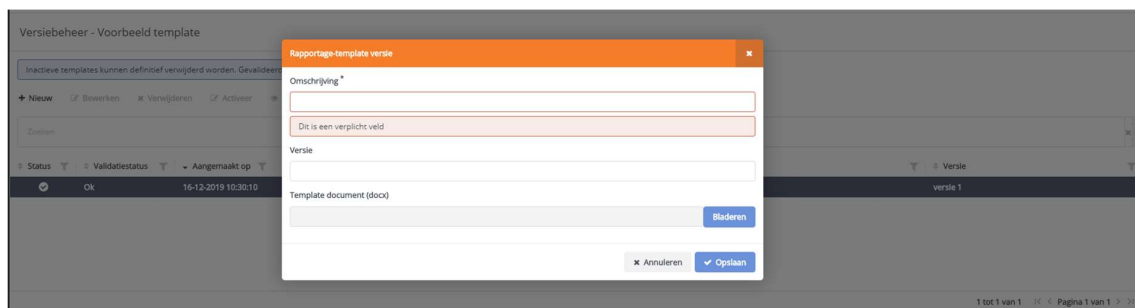 Versiebeheer - Voorbeeld template
Inactieve templates kunnen definitief verwijderd worden. Gevalideerd
+ Nieuw Bewerken Verwijderen Activeer
Zoeken
Status Validatiestatus Aangemaakt op Versie
Ok 16-12-2019 10:30:10 versie 1
Rapportage-template versie
Omschrijving *
Dit is een verplicht veld
Versie
Template document (docx)
Bladeren
Annuleren Opslaan
1 tot 1 van 1 Pagina 1 van 1